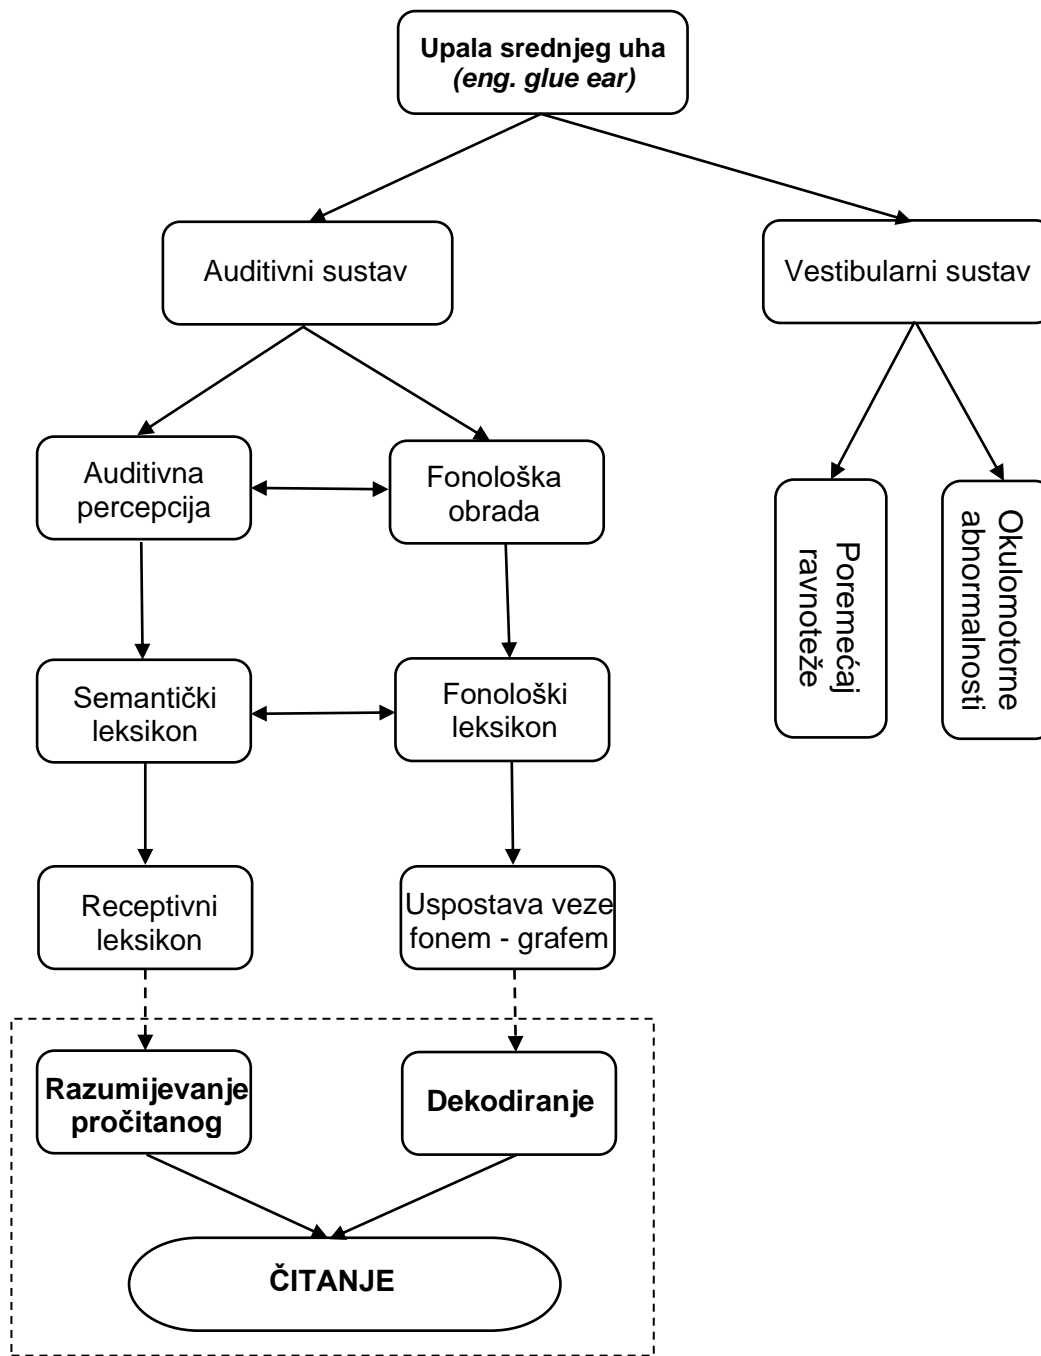 Upala srednjeg uha
(eng. glue ear)
Auditivni sustav
Vestibularni sustav
Auditivna
percepcija
Fonološka
obrada
Poremećaj
ravnoteže
Okulomotorne
abnormalnosti
Semantički
leksikon
Fonološki
leksikon
Receptivni
leksikon
Uspostava veze
fonem - grafem
Razumijevanje
pročitanog
Dekodiranje
ČITANJE